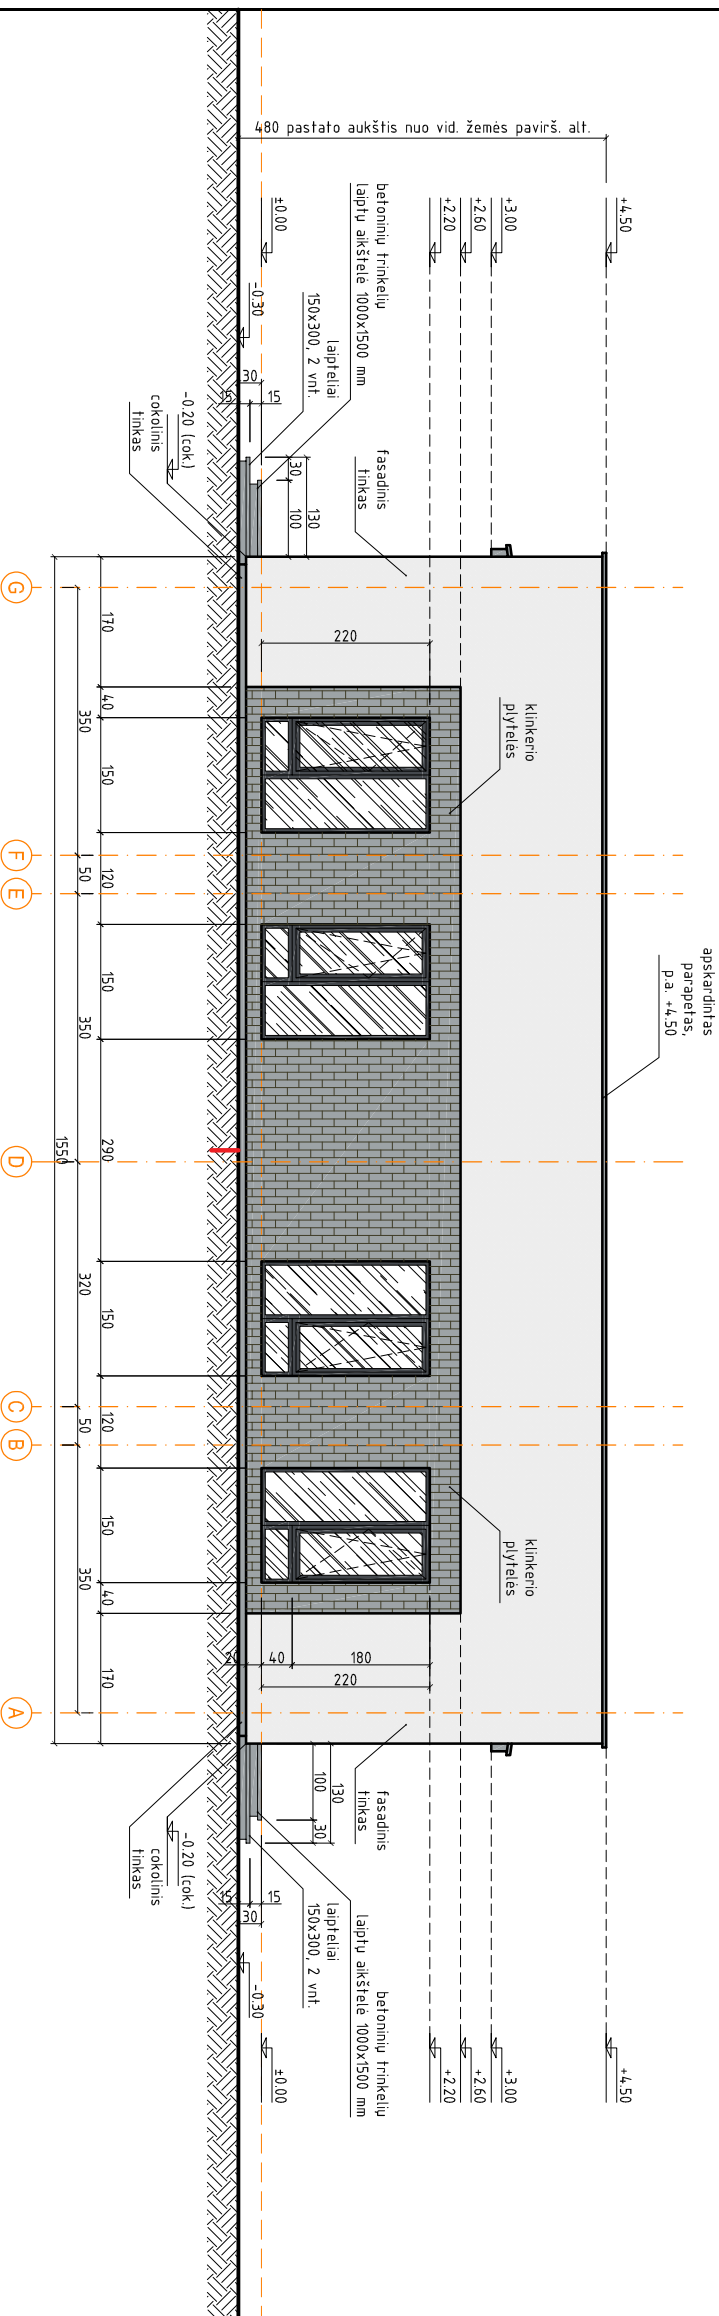 480 pastato aukštis nuo vid. žemės pavirš. alt.
+4.50
+3.00
+2.60
+2.20
±0.00
-0.30
betoninių trinkelių
laiptų aikštelė 1000x1500 mm
laipteliai
150x300, 2 vnt.
30
15
15
-0.20 (cok.)
cokolinis
tinkas
30
100
130
fasadinis
tinkas
220
klinkerio
plytelės
apskardintas
parapetas,
p.a. +4.50
klinkerio
plytelės
170
40
150
120
150
290
150
120
150
40
170
350
50
350
320
50
350
1550
G
F
E
D
C
B
A
20
40
180
220
fasadinis
tinkas
100
30
130
-0.20 (cok.)
cokolinis
tinkas
15
15
30
laipteliai
150x300, 2 vnt.
betoninių trinkelių
laiptų aikštelė 1000x1500 mm
-0.30
±0.00
+2.20
+2.60
+3.00
+4.50